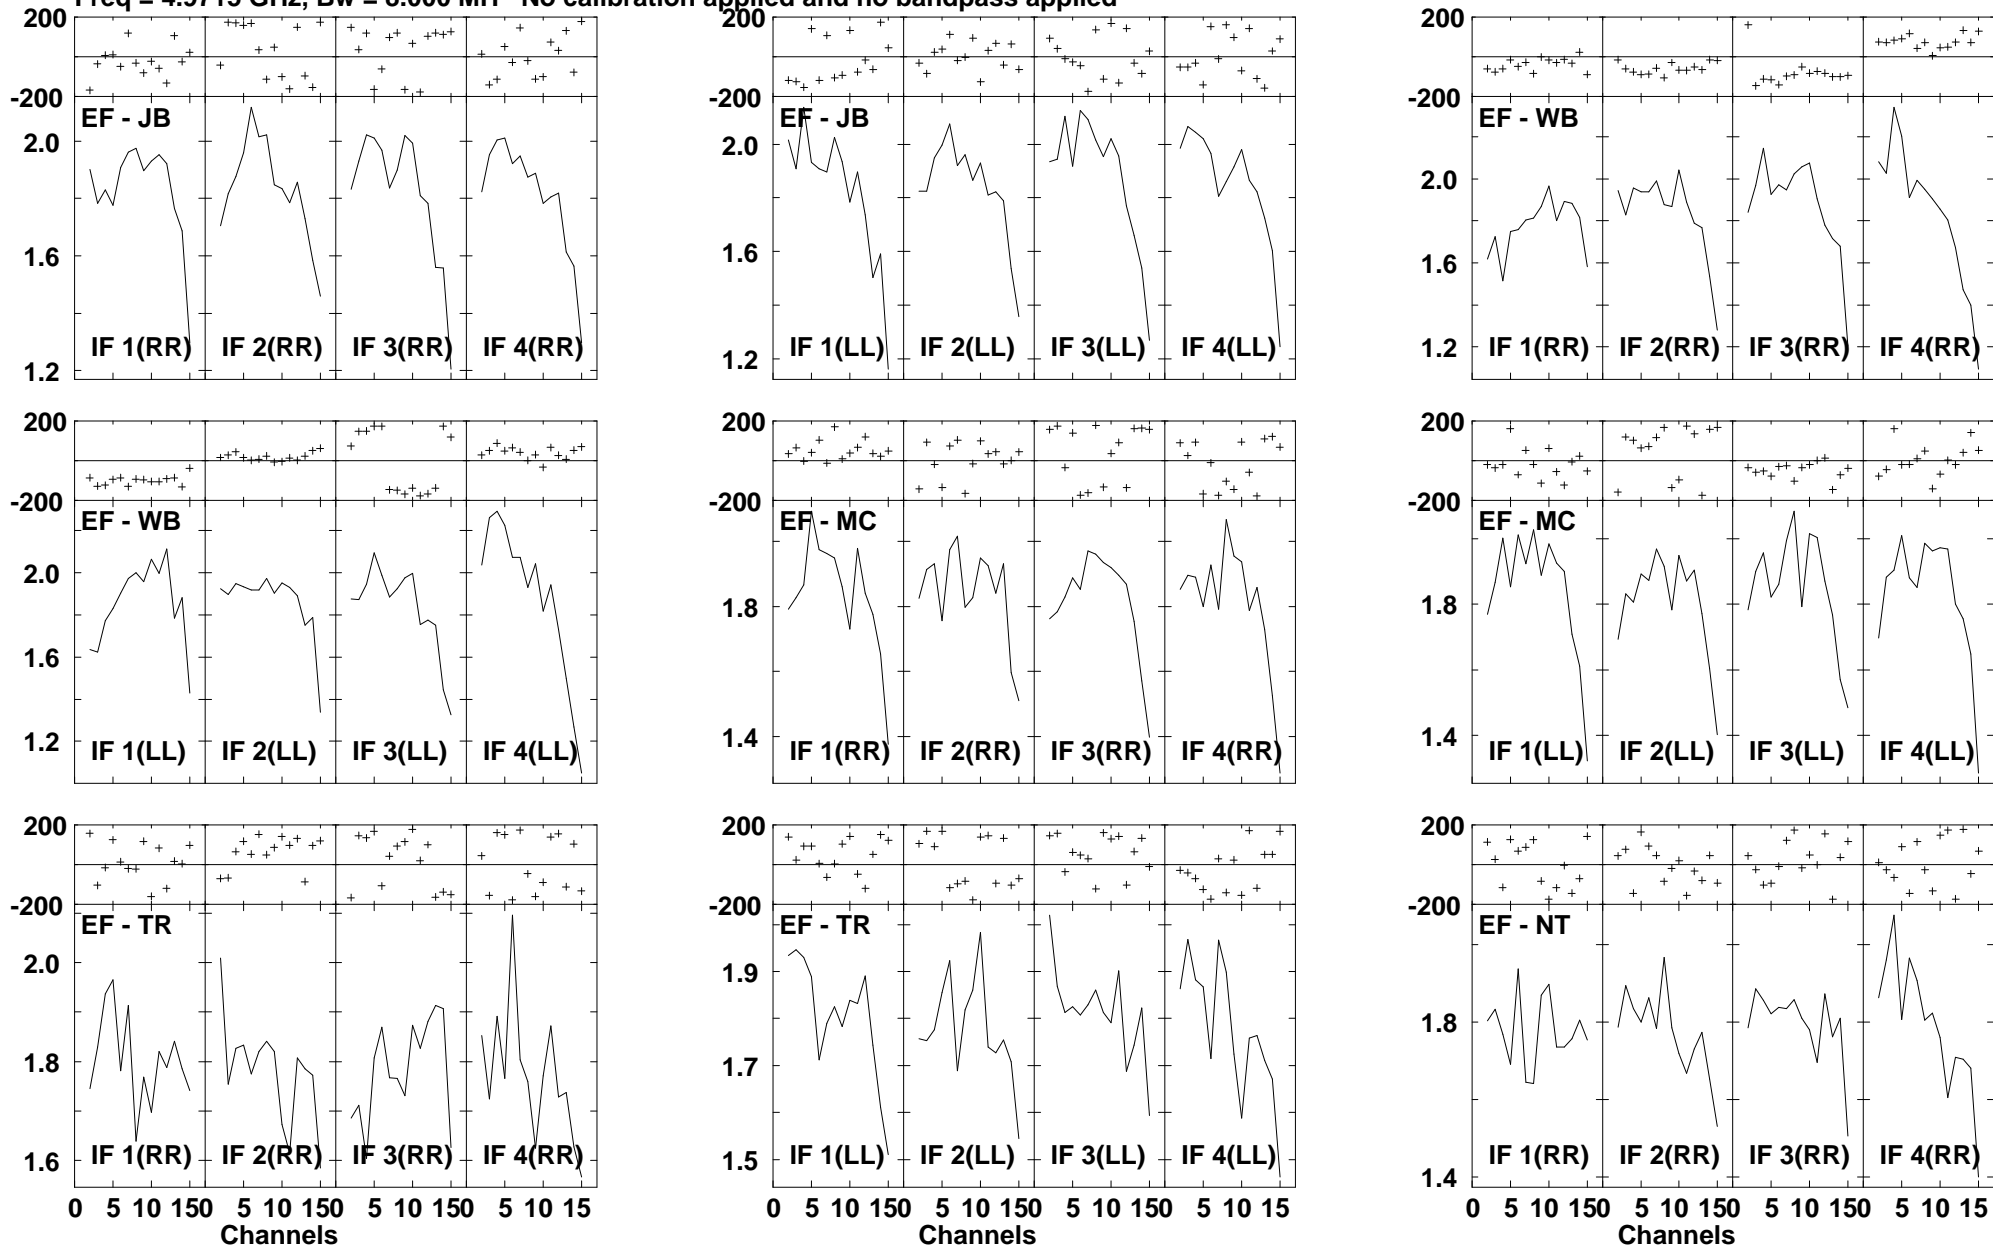 Freq = 4.9715 GHz, Bw = 8.000 MH No calibration applied and no bandpass applied
200 200 200
-200 -200 -200
EF - JB EF - JB EF - WB
2.0 2.0 2.0
1.6 1.6 1.6
1.2 1.2 1.2
IF 1(RR) IF 2(RR) IF 3(RR) IF 4(RR) IF 1(LL) IF 2(LL) IF 3(LL) IF 4(LL) IF 1(RR) IF 2(RR) IF 3(RR) IF 4(RR)
200 200 200
-200 -200 -200
EF - WB EF - MC EF - MC
2.0 1.8 1.8
1.6 1.4 1.4
1.2
IF 1(LL) IF 2(LL) IF 3(LL) IF 4(LL) IF 1(RR) IF 2(RR) IF 3(RR) IF 4(RR) IF 1(LL) IF 2(LL) IF 3(LL) IF 4(LL)
200 200 200
-200 -200 -200
EF - TR EF - TR EF - NT
2.0 1.9 1.8
1.8 1.7 1.4
1.6 1.5
IF 1(RR) IF 2(RR) IF 3(RR) IF 4(RR) IF 1(LL) IF 2(LL) IF 3(LL) IF 4(LL) IF 1(RR) IF 2(RR) IF 3(RR) IF 4(RR)
0 5 10 150 5 10 150 5 10 150 5 10 15 0 5 10 150 5 10 150 5 10 150 5 10 15 0 5 10 150 5 10 150 5 10 150 5 10 15
Channels Channels Channels